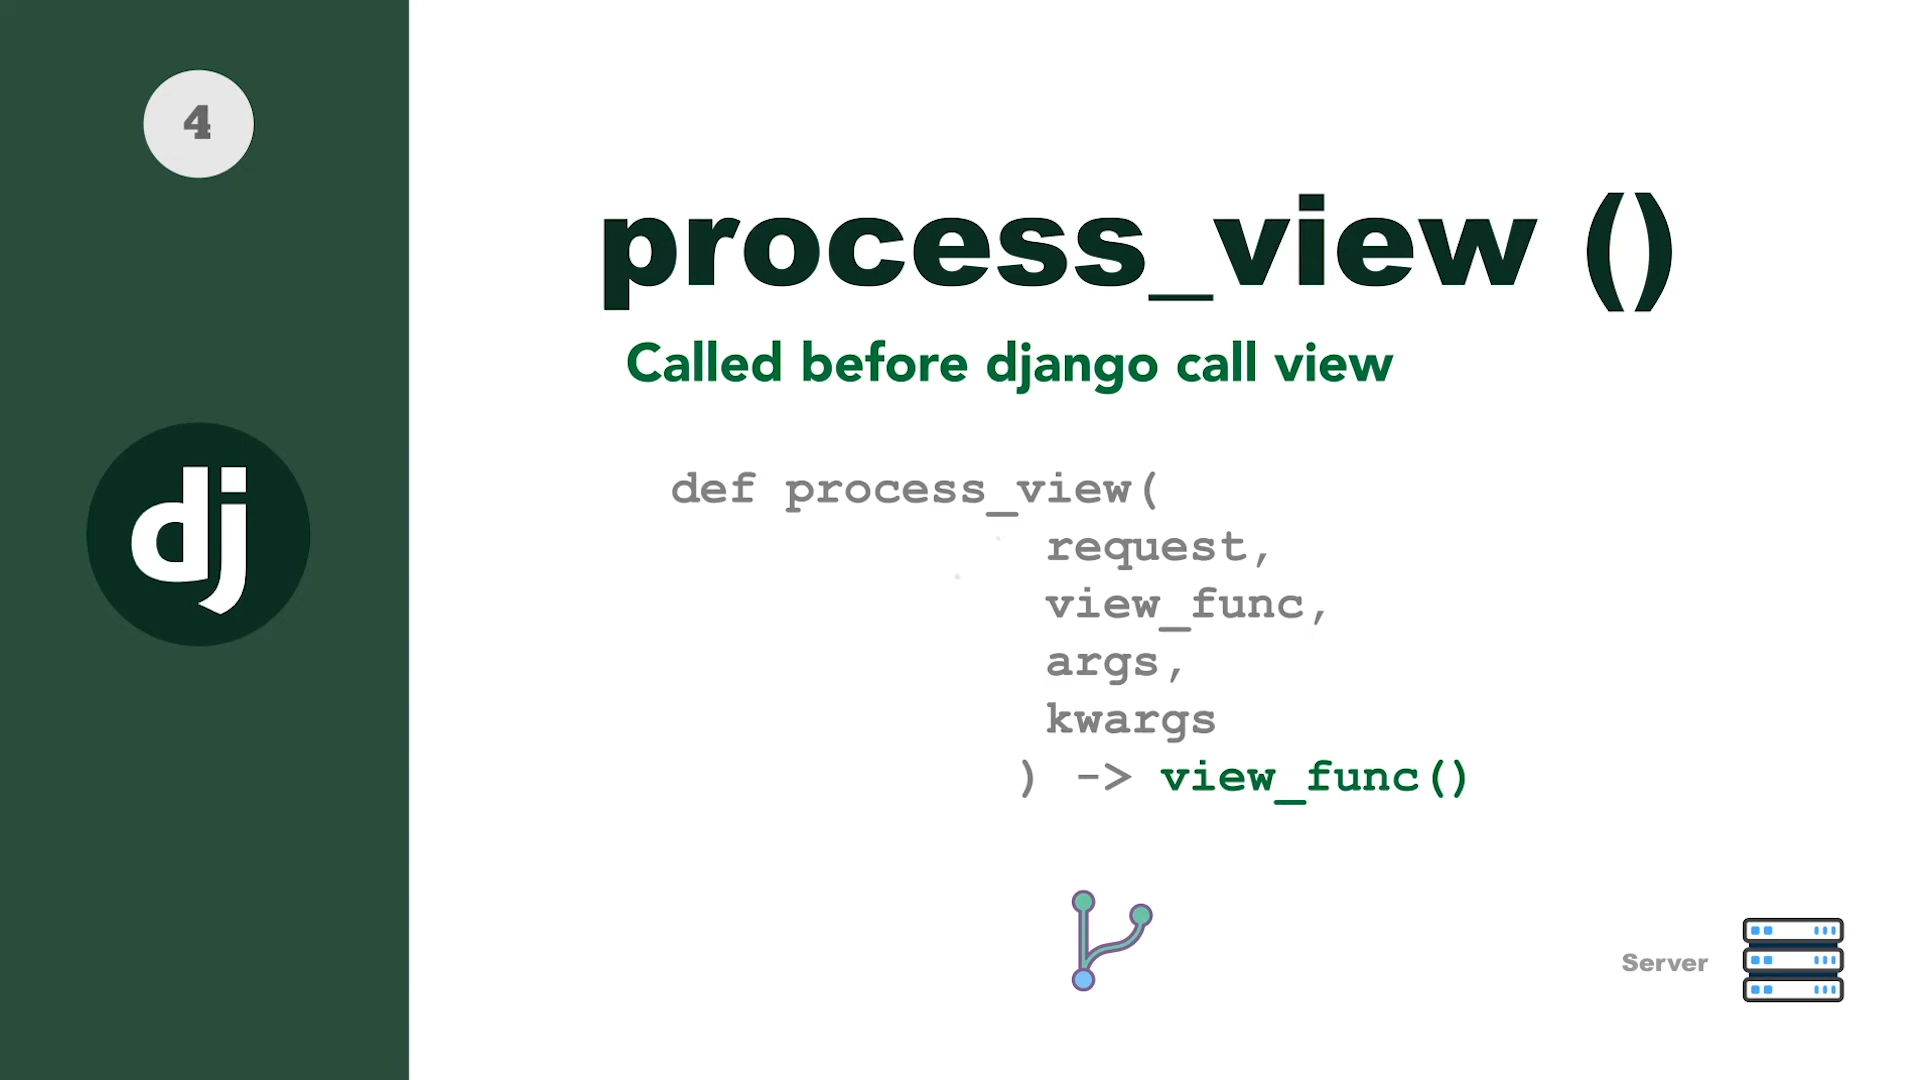 4
dj
process_view ()
Called before django call view
def process_view(
request,
view_func,
args,
kwargs
) -> view_func()
Server